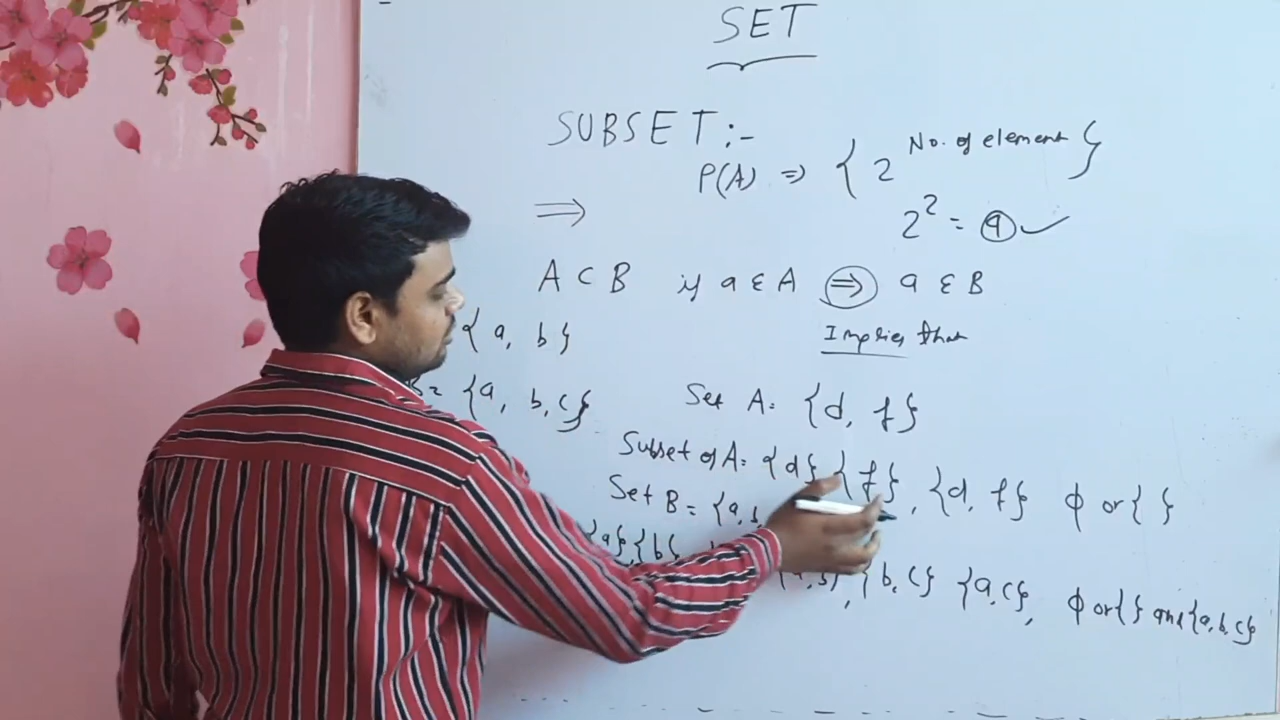 SET
SUBSET :-
P(A) ⇒ { 2 No. of element }
⇒
2² = 4 ✓
A ⊂ B if a ∈ A ⇒ a ∈ B
Implies that
{ a, b }
= {a, b, c}
Set A = {d, f}
Subset of A = {d} {f}, {d, f} ϕ or { }
Set B = {a,
{a}, {b}
{b, c} {a, c}, ϕ or { } and {a, b, c}